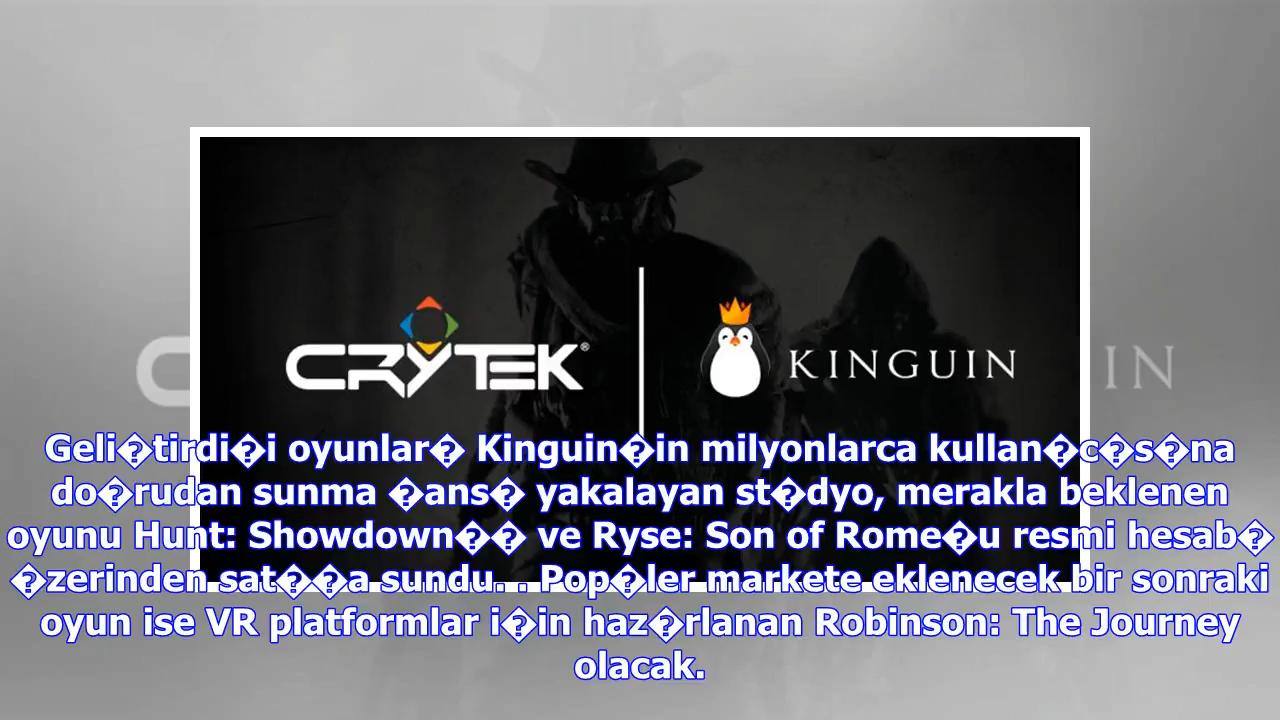 CRYTEK®
KINGUIN
IN
Geli�tirdi�i oyunlar� Kinguin�in milyonlarca kullan�c�s�na
do�rudan sunma �ans� yakalayan st�dyo, merakla beklenen
oyunu Hunt: Showdown�� ve Ryse: Son of Rome�u resmi hesab�
�zerinden sat��a sundu. . Pop�ler markete eklenecek bir sonraki
oyun ise VR platformlar i�in haz�rlanan Robinson: The Journey
olacak.